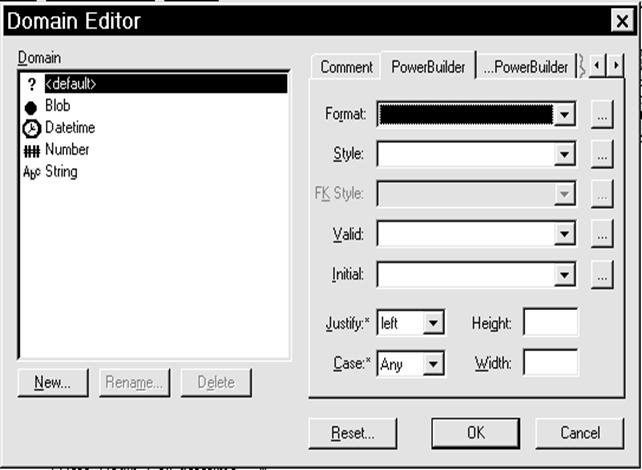 Domain Editor
Domain
? <default>
Blob
Datetime
Number
Abc String
New...
Rename...
Delete
Comment
PowerBuilder
...PowerBuilder
Format:
...
Style:
...
FK Style:
...
Valid:
...
Initial:
...
Justify:* left Height:
Case:* Any Width:
Reset...
OK
Cancel